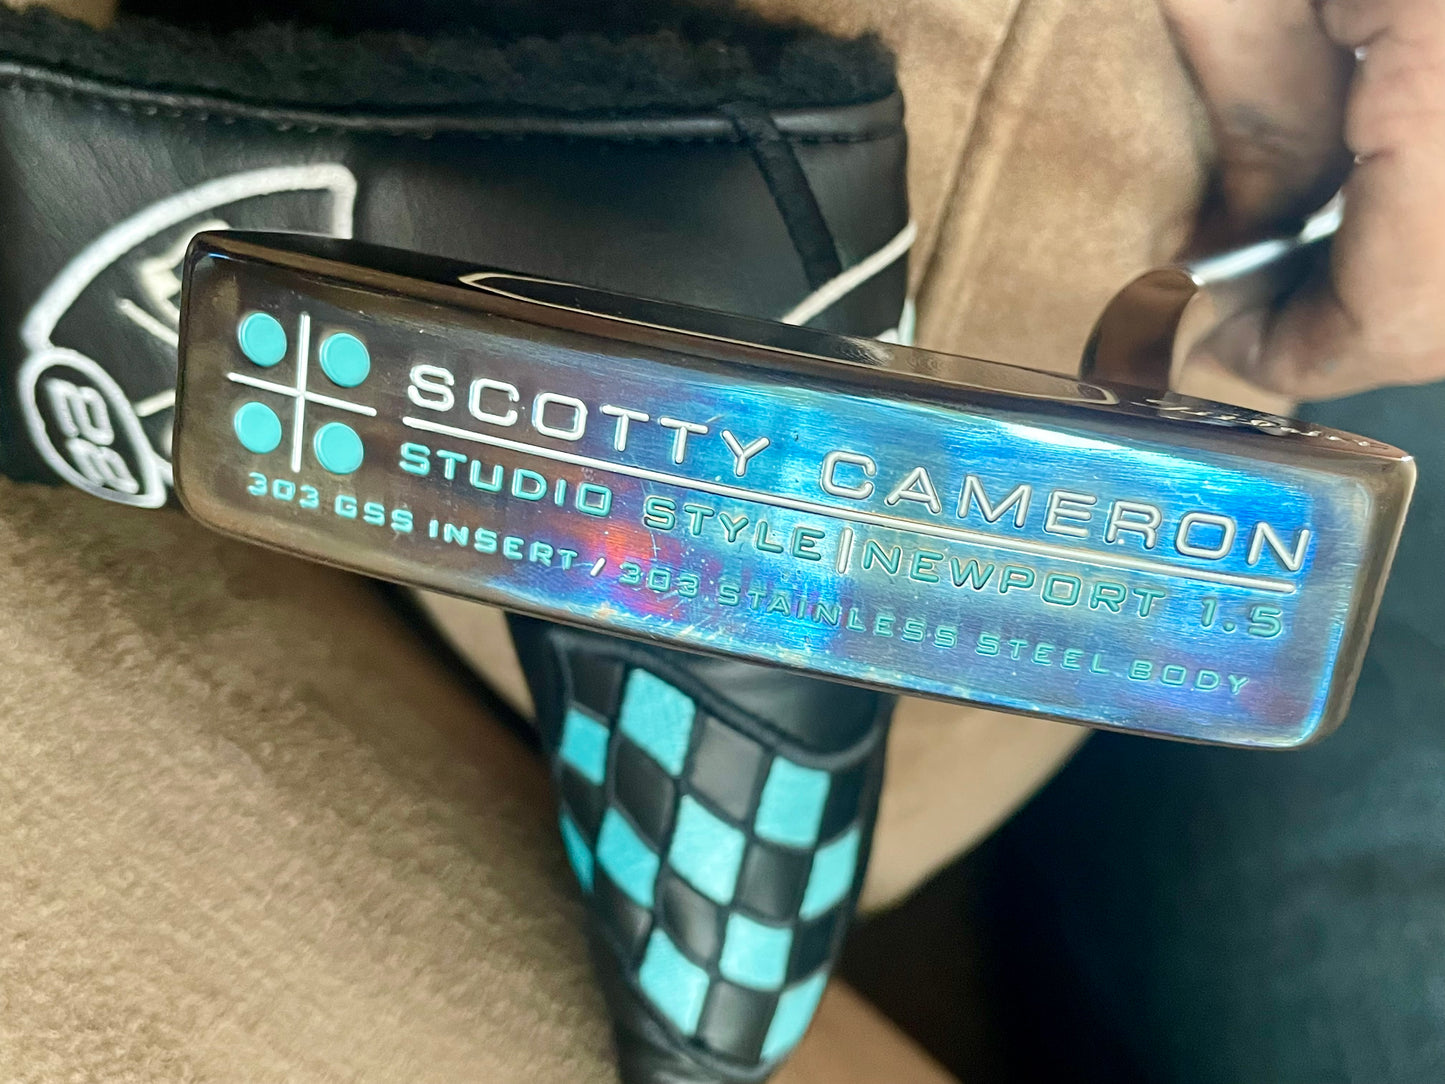 SCOTTY CAMERON
STUDIO STYLE | NEWPORT 1.5
303 GSS INSERT / 303 STAINLESS STEEL BODY